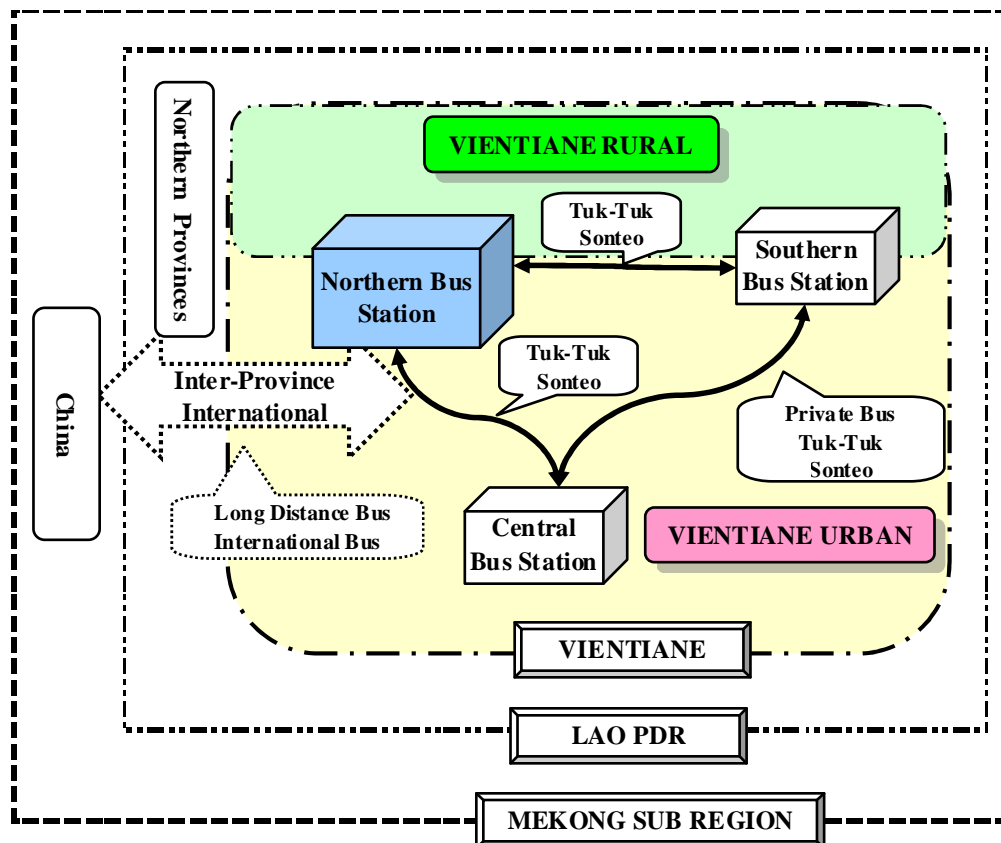 Northern Provinces
VIENTIANE RURAL
Tuk-Tuk
Sonteo
Northern Bus
Station
Southern
Bus Station
China
Inter-Province
International
Tuk-Tuk
Sonteo
Private Bus
Tuk-Tuk
Sonteo
Long Distance Bus
International Bus
Central
Bus Station
VIENTIANE URBAN
VIENTIANE
LAO PDR
MEKONG SUB REGION